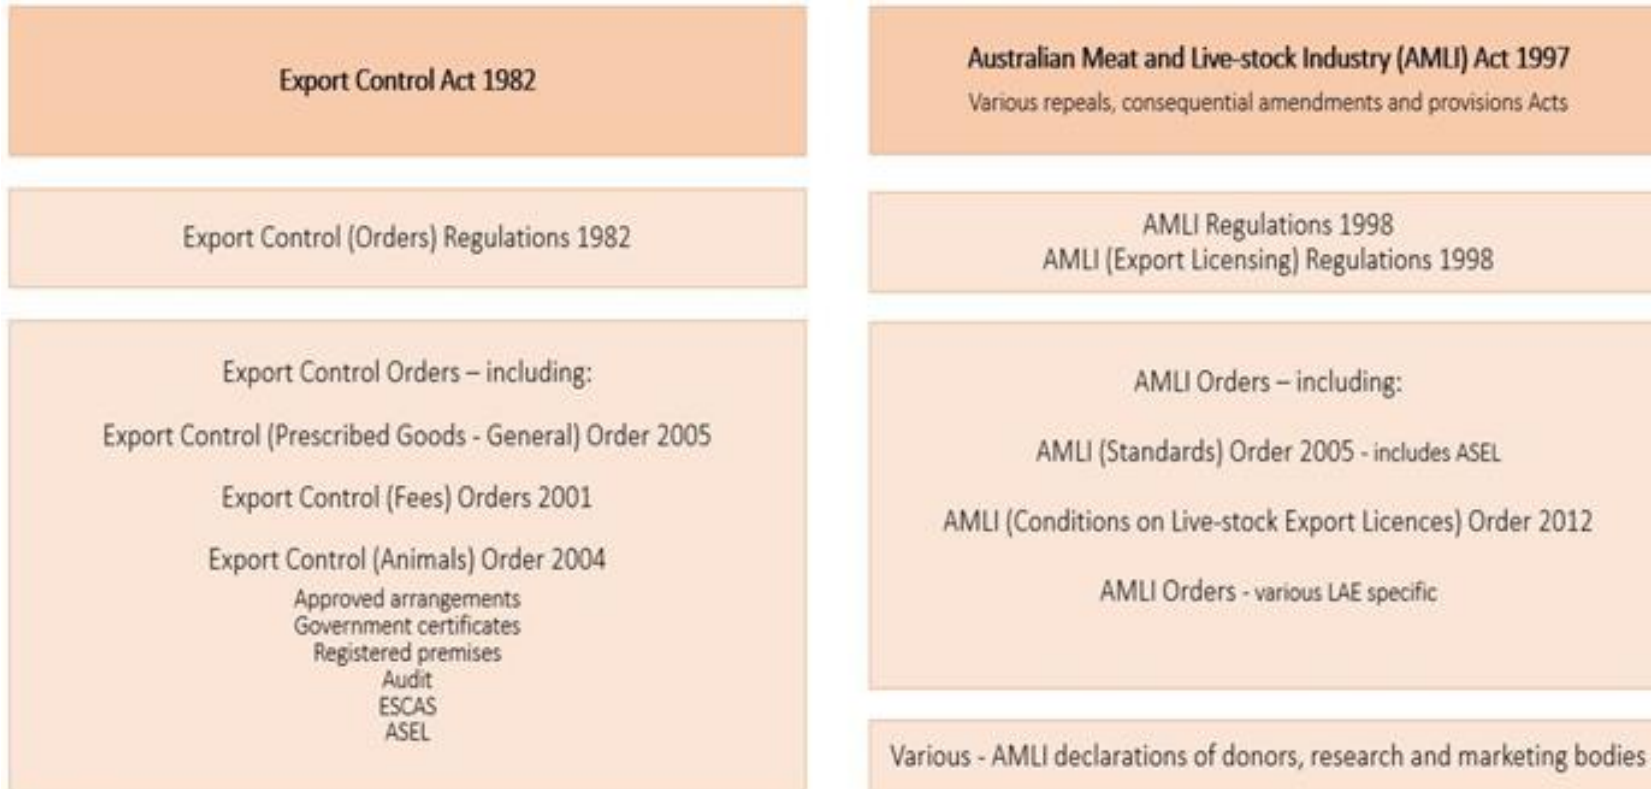 Export Control Act 1982
Export Control (Orders) Regulations 1982
Export Control Orders – including:
Export Control (Prescribed Goods - General) Order 2005
Export Control (Fees) Orders 2001
Export Control (Animals) Order 2004
Approved arrangements
Government certificates
Registered premises
Audit
ESCAS
ASEL
Australian Meat and Live-stock Industry (AMLI) Act 1997
Various repeals, consequential amendments and provisions Acts
AMLI Regulations 1998
AMLI (Export Licensing) Regulations 1998
AMLI Orders – including:
AMLI (Standards) Order 2005 - includes ASEL
AMLI (Conditions on Live-stock Export Licences) Order 2012
AMLI Orders - various LAE specific
Various - AMLI declarations of donors, research and marketing bodies